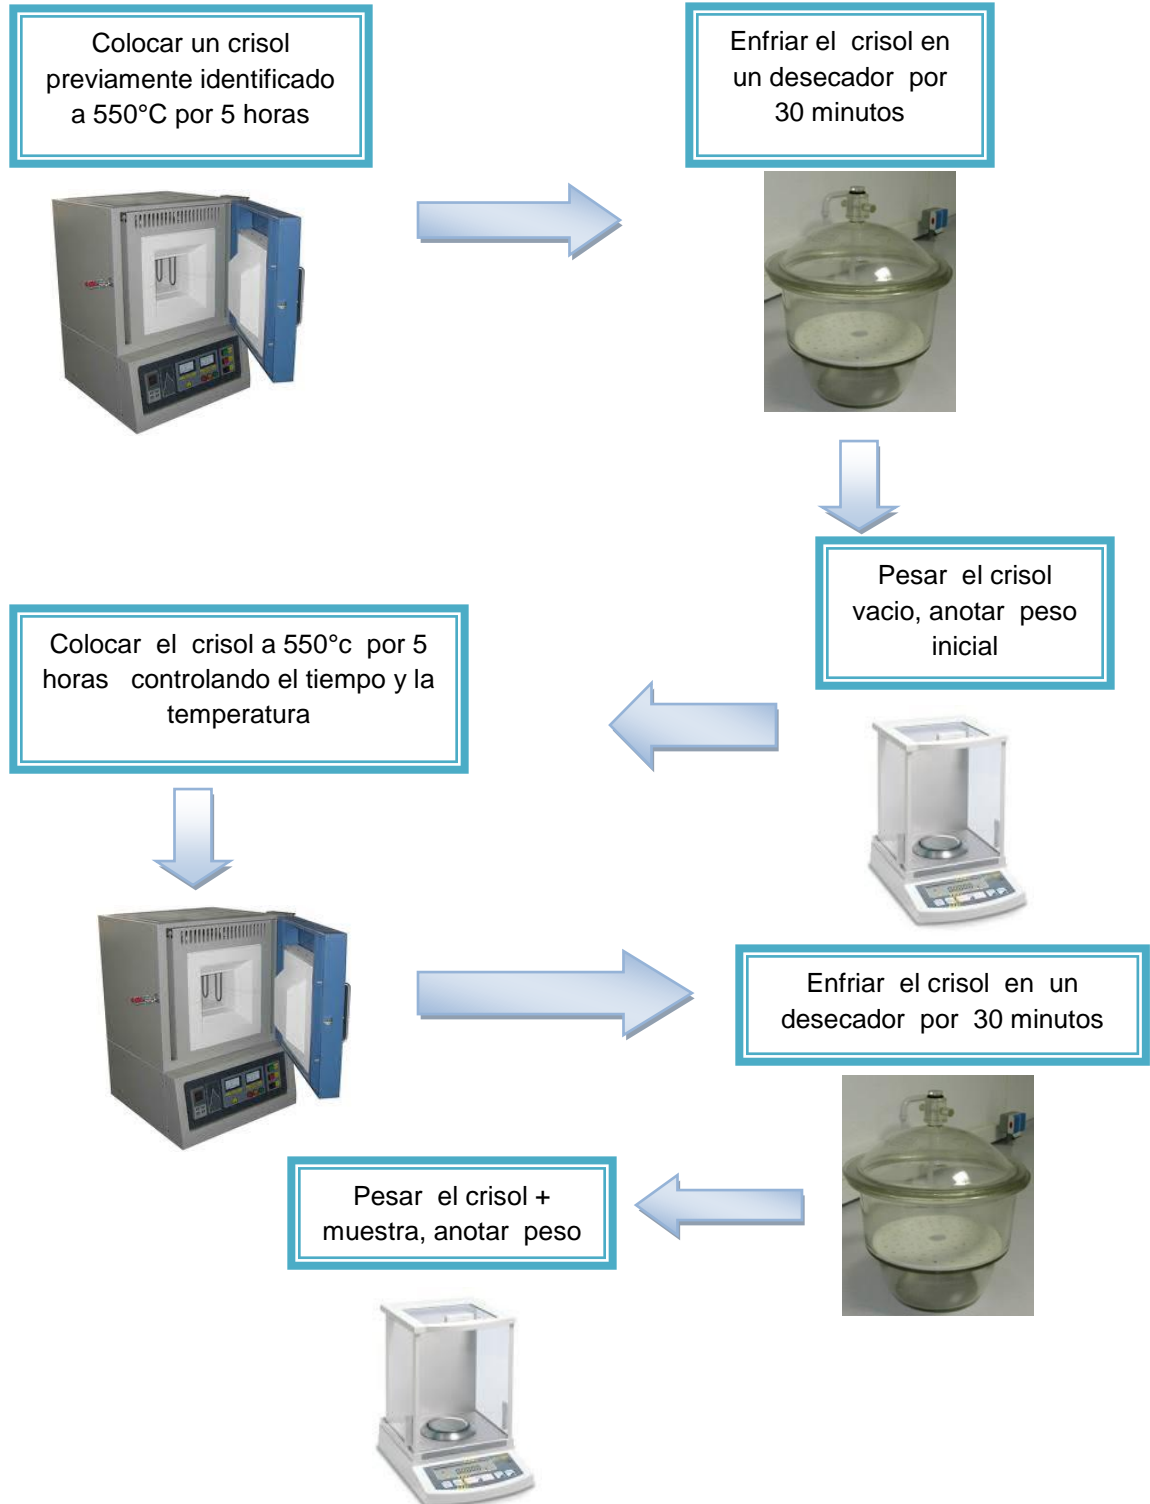 Colocar un crisol
previamente identificado
a 550°C por 5 horas
Enfriar el crisol en
un desecador por
30 minutos
Pesar el crisol
vacio, anotar peso
inicial
Colocar el crisol a 550°c por 5
horas controlando el tiempo y la
temperatura
Enfriar el crisol en un
desecador por 30 minutos
Pesar el crisol +
muestra, anotar peso